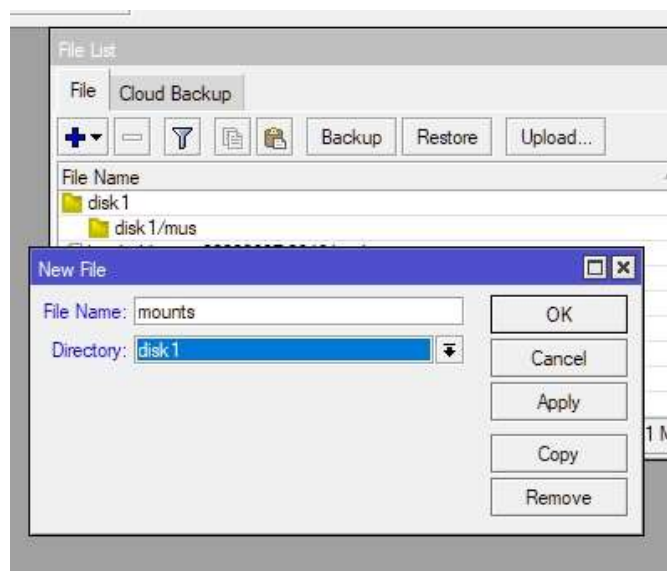 File List
File Cloud Backup
Backup Restore Upload...
File Name
disk1
disk1/mus
New File
File Name: mounts
Directory: disk1
OK
Cancel
Apply
Copy
Remove